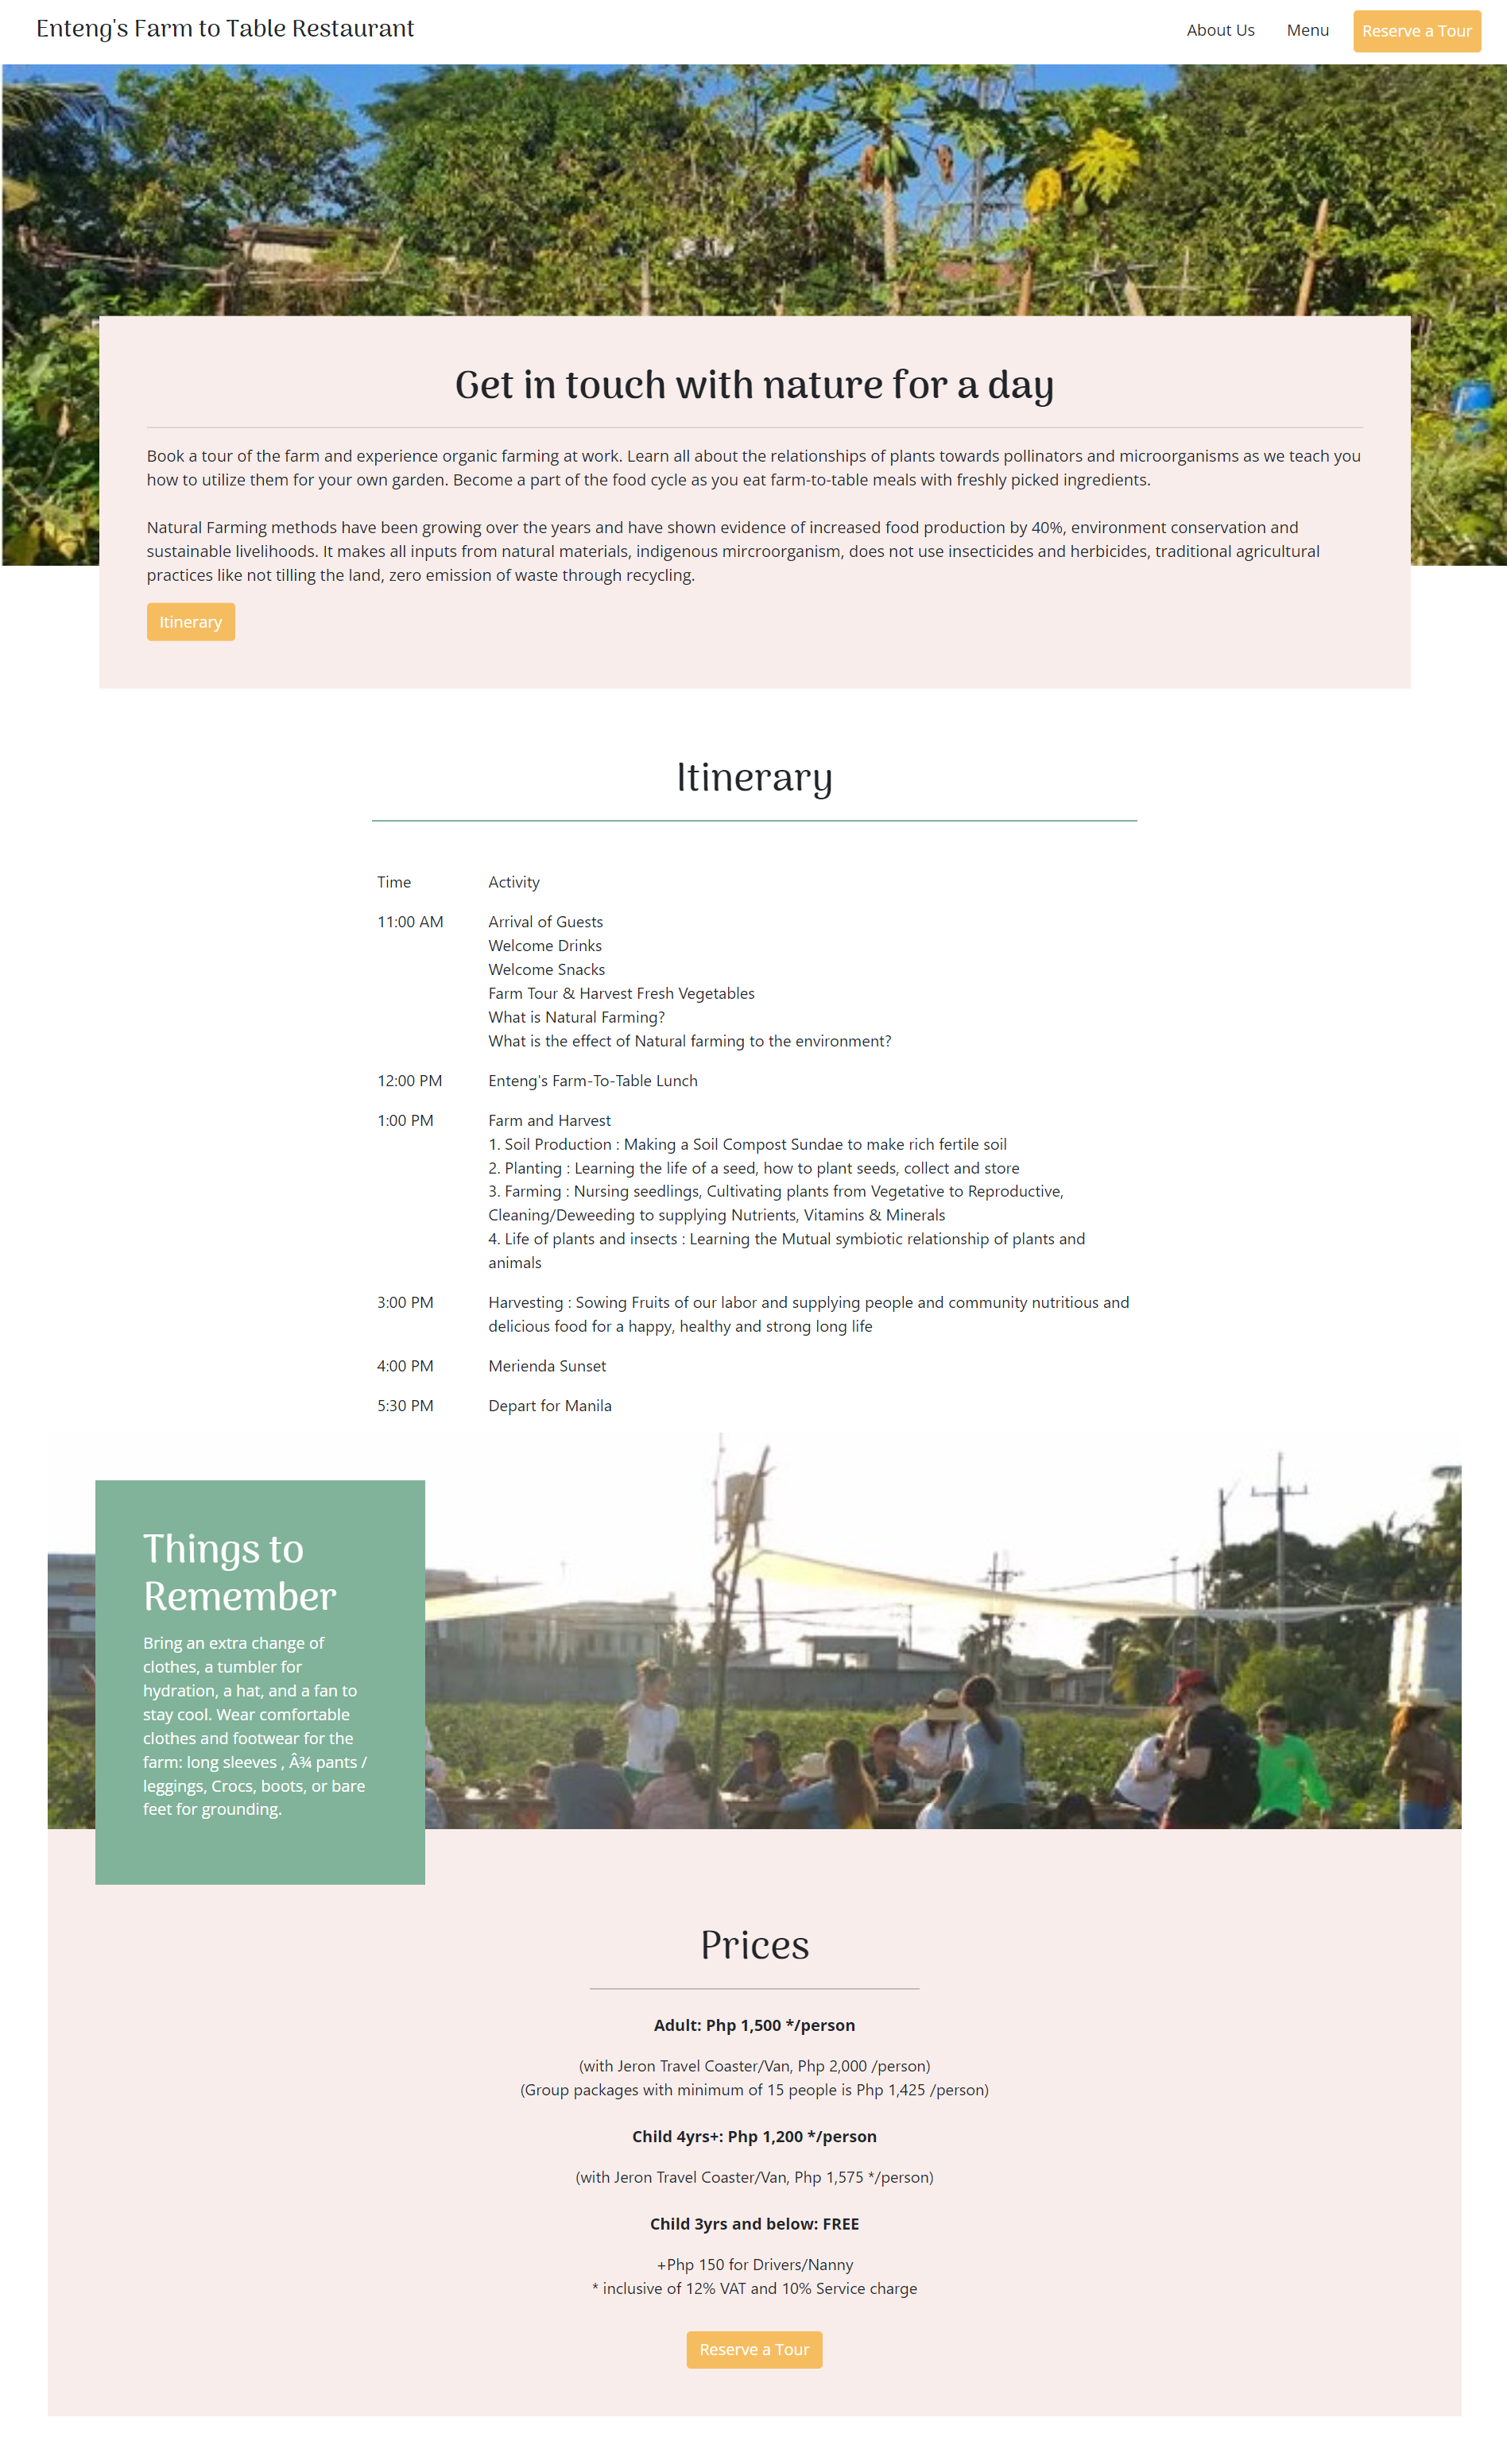 Enteng's Farm to Table Restaurant
About Us
Menu
Reserve a Tour
Get in touch with nature for a day
Book a tour of the farm and experience organic farming at work. Learn all about the relationships of plants towards pollinators and microorganisms as we teach you
how to utilize them for your own garden. Become a part of the food cycle as you eat farm-to-table meals with freshly picked ingredients.
Natural Farming methods have been growing over the years and have shown evidence of increased food production by 40%, environment conservation and
sustainable livelihoods. It makes all inputs from natural materials, indigenous mircroorganism, does not use insecticides and herbicides, traditional agricultural
practices like not tilling the land, zero emission of waste through recycling.
Itinerary
Itinerary
Time Activity
11:00 AM Arrival of Guests
Welcome Drinks
Welcome Snacks
Farm Tour & Harvest Fresh Vegetables
What is Natural Farming?
What is the effect of Natural farming to the environment?
12:00 PM Enteng's Farm-To-Table Lunch
1:00 PM Farm and Harvest
1. Soil Production : Making a Soil Compost Sundae to make rich fertile soil
2. Planting : Learning the life of a seed, how to plant seeds, collect and store
3. Farming : Nursing seedlings, Cultivating plants from Vegetative to Reproductive,
Cleaning/Deweeding to supplying Nutrients, Vitamins & Minerals
4. Life of plants and insects : Learning the Mutual symbiotic relationship of plants and
animals
3:00 PM Harvesting : Sowing Fruits of our labor and supplying people and community nutritious and
delicious food for a happy, healthy and strong long life
4:00 PM Merienda Sunset
5:30 PM Depart for Manila
Things to
Remember
Bring an extra change of
clothes, a tumbler for
hydration, a hat, and a fan to
stay cool. Wear comfortable
clothes and footwear for the
farm: long sleeves , Â¾ pants /
leggings, Crocs, boots, or bare
feet for grounding.
Prices
Adult: Php 1,500 */person
(with Jeron Travel Coaster/Van, Php 2,000 /person)
(Group packages with minimum of 15 people is Php 1,425 /person)
Child 4yrs+: Php 1,200 */person
(with Jeron Travel Coaster/Van, Php 1,575 */person)
Child 3yrs and below: FREE
+Php 150 for Drivers/Nanny
* inclusive of 12% VAT and 10% Service charge
Reserve a Tour